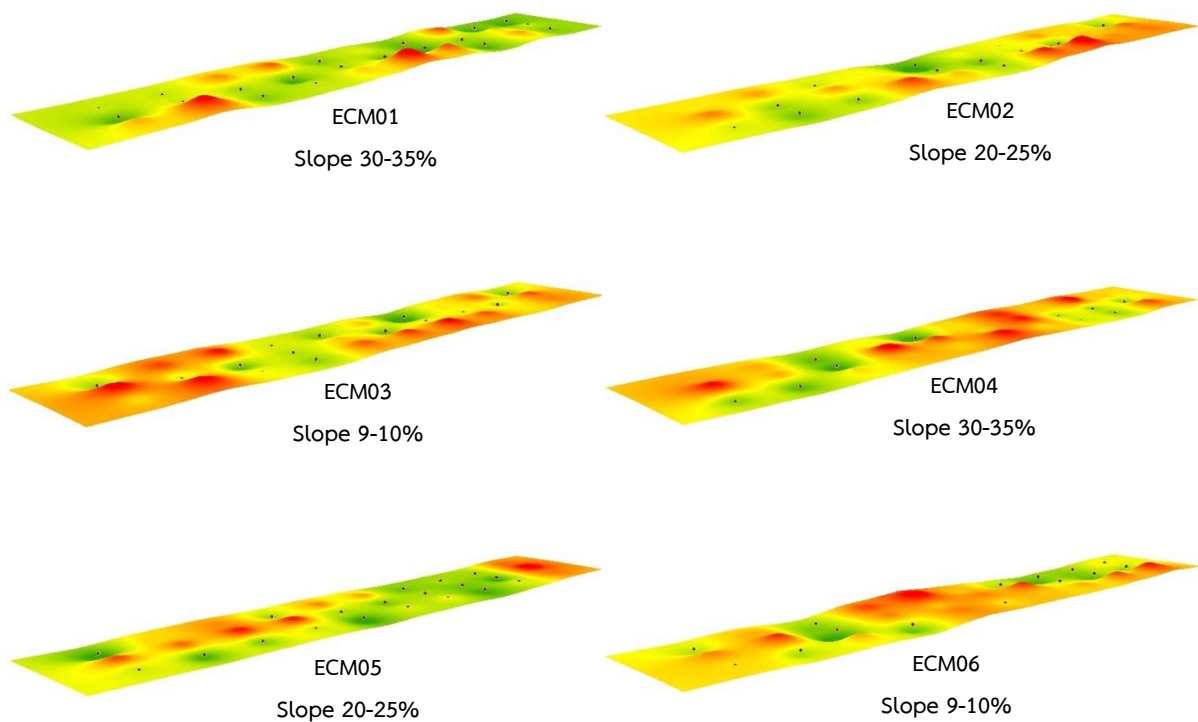 ECM01
Slope 30-35%
ECM02
Slope 20-25%
ECM03
Slope 9-10%
ECM04
Slope 30-35%
ECM05
Slope 20-25%
ECM06
Slope 9-10%